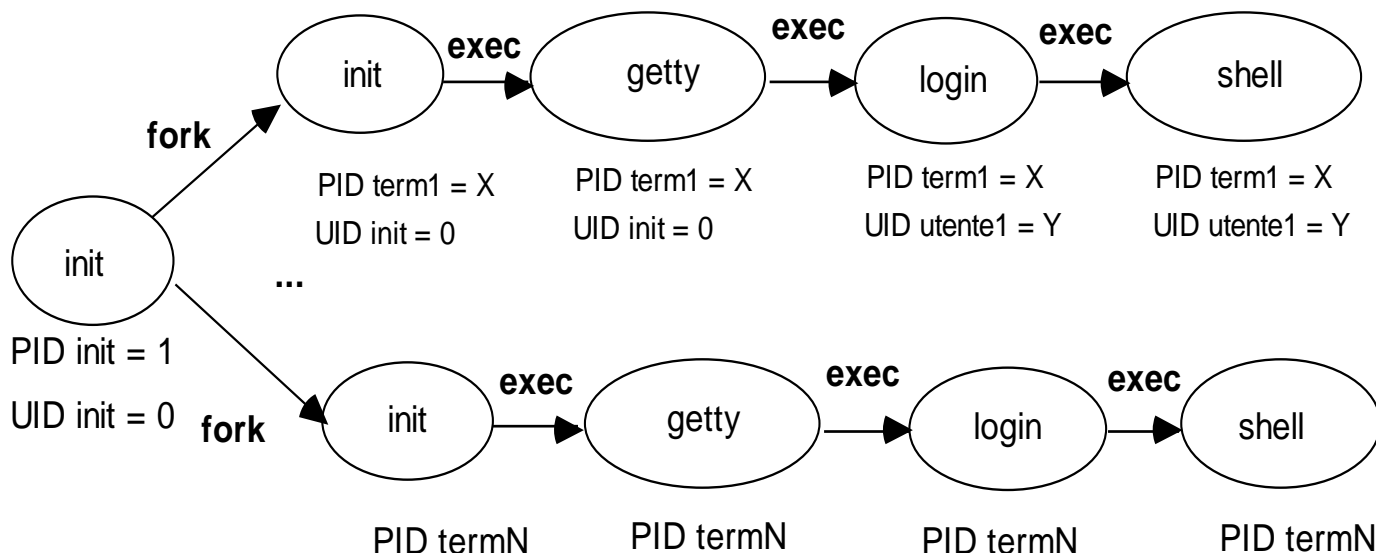 exec
exec
exec
init
getty
login
shell
fork
PID term1 = X
PID term1 = X
PID term1 = X
PID term1 = X
UID init = 0
UID init = 0
UID utente1 = Y
UID utente1 = Y
init
...
PID init = 1
UID init = 0
fork
exec
exec
exec
init
getty
login
shell
PID termN
PID termN
PID termN
PID termN